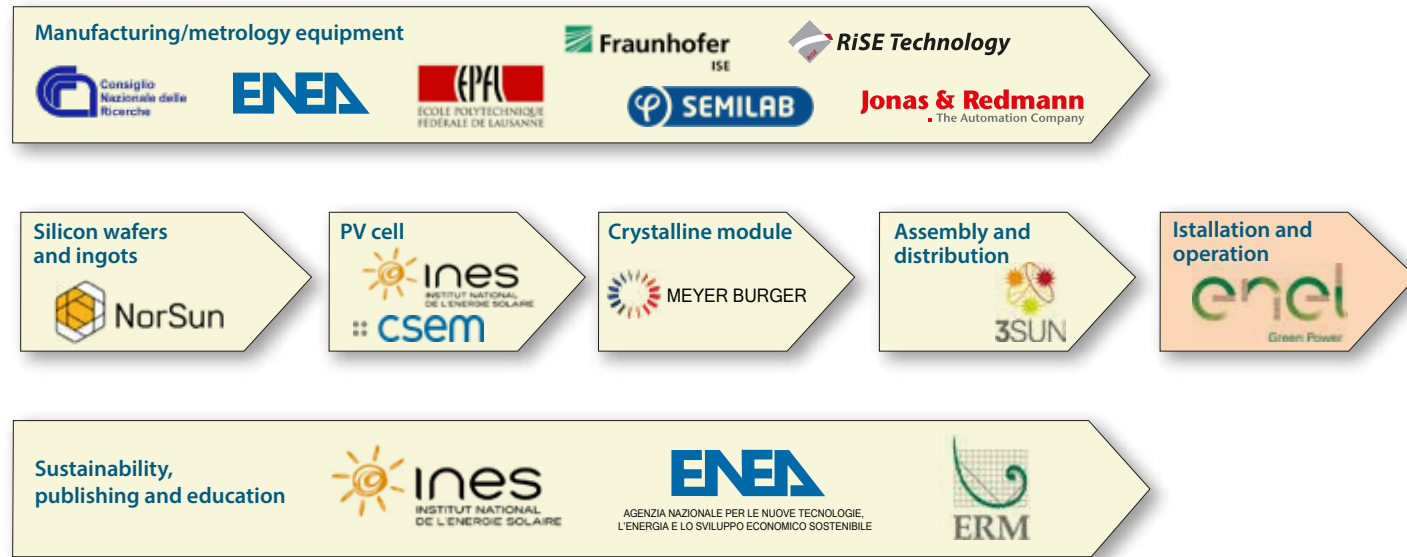 Manufacturing/metrology equipment
Consiglio
Nazionale delle
Ricerche
ENEA
EPFL
ECOLE POLYTECHNIQUE
FÉDÉRALE DE LAUSANNE
Fraunhofer
ISE
RiSE
RiSE Technology
φ SEMILAB
Jonas & Redmann
The Automation Company
Silicon wafers
and ingots
NorSun
PV cell
ines
INSTITUT NATIONAL
DE L'ENERGIE SOLAIRE
csem
Crystalline module
MEYER BURGER
Assembly and
distribution
3SUN
Istallation and
operation
enel
Green Power
Sustainability,
publishing and education
ines
INSTITUT NATIONAL
DE L'ENERGIE SOLAIRE
ENEA
AGENZIA NAZIONALE PER LE NUOVE TECNOLOGIE,
L'ENERGIA E LO SVILUPPO ECONOMICO SOSTENIBILE
ERM